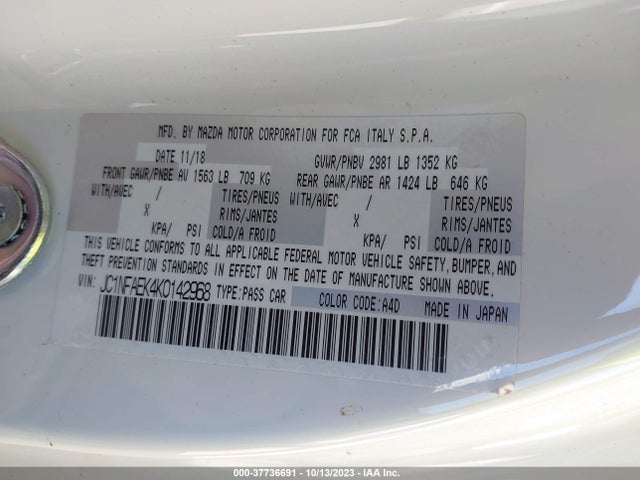 MFD. BY MAZDA MOTOR CORPORATION FOR FCA ITALY S.P.A.
DATE 11/18 GVWR/PNBV 2981 LB 1352 KG
FRONT GAWR/PNBE AV 1563 LB 709 KG REAR GAWR/PNBE AR 1424 LB 646 KG
WITH/AVEC / TIRES/PNEUS WITH/AVEC / TIRES/PNEUS
X RIMS/JANTES X RIMS/JANTES
KPA/ PSI COLD/A FROID KPA/ PSI COLD/A FROID
THIS VEHICLE CONFORMS TO ALL APPLICABLE FEDERAL MOTOR VEHICLE SAFETY, BUMPER, AND
THEFT PREVENTION STANDARDS IN EFFECT ON THE DATE OF MANUFACTURE SHOWN ABOVE.
VIN: JC1NFAEK4K0142968 TYPE: PASS CAR COLOR CODE: A4D MADE IN JAPAN
000-37736691 - 10/13/2023 - IAA Inc.